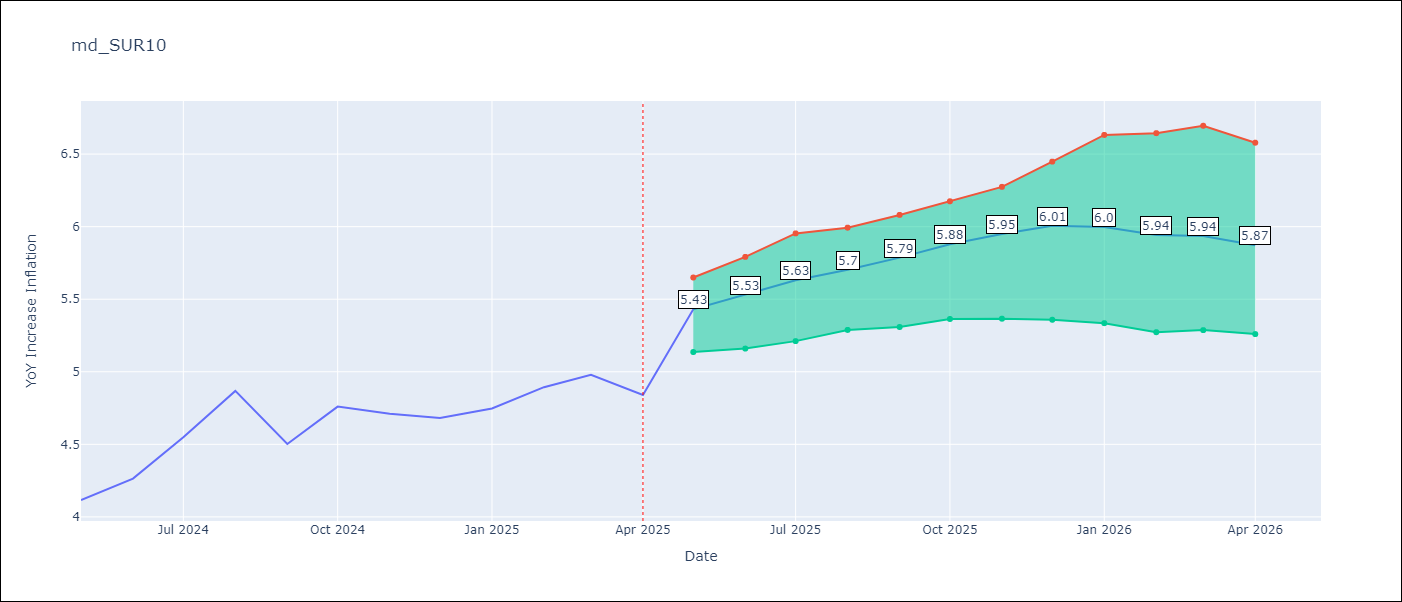 md_SUR10
6.5
6
5.5
5
4.5
4
YoY Increase Inflation
5.43
5.53
5.63
5.7
5.79
5.88
5.95
6.01
6.0
5.94
5.94
5.87
Jul 2024
Oct 2024
Jan 2025
Apr 2025
Jul 2025
Oct 2025
Jan 2026
Apr 2026
Date